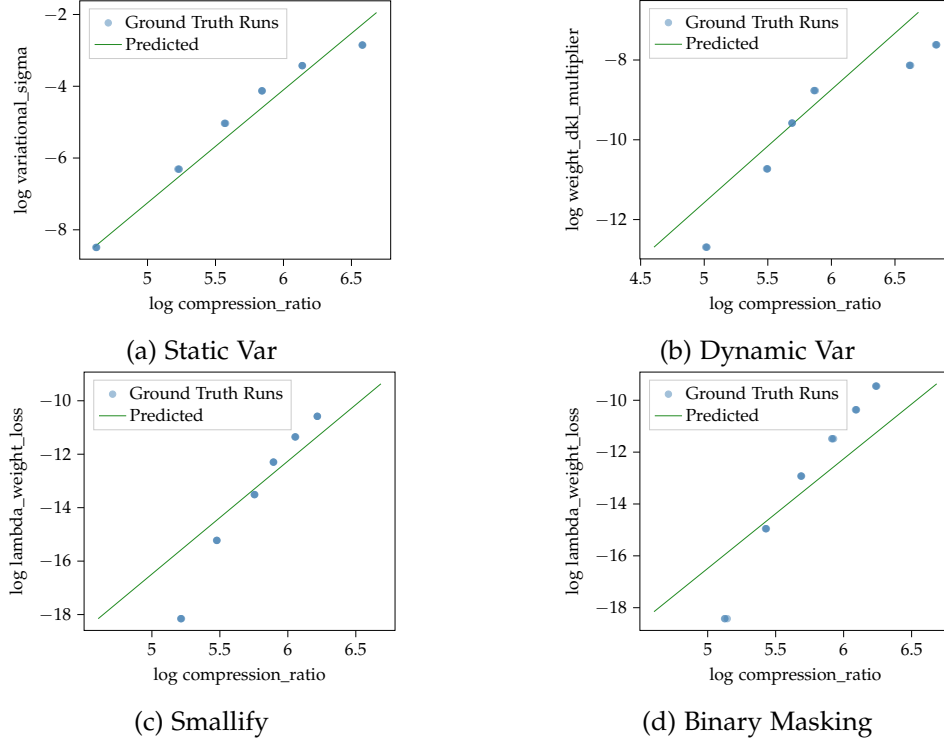 −2
−4
−6
−8
log variational_sigma
Ground Truth Runs
Predicted
5
5.5
6
6.5
log compression_ratio
(a) Static Var
−8
−10
−12
log weight_dkl_multiplier
Ground Truth Runs
Predicted
4.5
5
5.5
6
6.5
log compression_ratio
(b) Dynamic Var
−10
−12
−14
−16
−18
log lambda_weight_loss
Ground Truth Runs
Predicted
5
5.5
6
6.5
log compression_ratio
(c) Smallify
−10
−12
−14
−16
−18
log lambda_weight_loss
Ground Truth Runs
Predicted
5
5.5
6
6.5
log compression_ratio
(d) Binary Masking